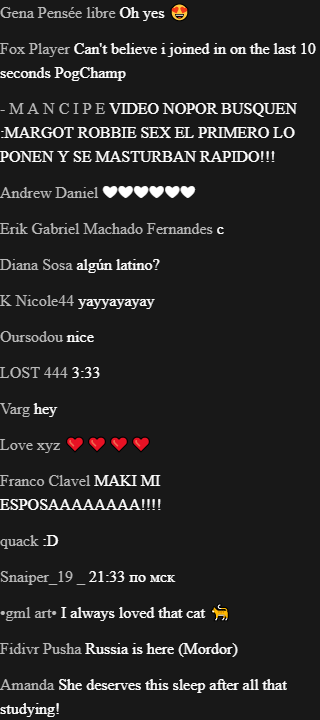 Gena Pensée libre Oh yes 😍
Fox Player Can't believe i joined in on the last 10
seconds PogChamp
- M A N C I P E VIDEO NOPOR BUSQUEN
:MARGOT ROBBIE SEX EL PRIMERO LO
PONEN Y SE MASTURBAN RAPIDO!!!
Andrew Daniel 🤍🤍🤍🤍🤍🤍
Erik Gabriel Machado Fernandes c
Diana Sosa algún latino?
K Nicole44 yayyayayay
Oursodou nice
LOST 444 3:33
Varg hey
Love xyz ❤️ ❤️ ❤️ ❤️
Franco Clavel MAKI MI
ESPOSAAAAAAAA!!!!
quack :D
Snaiper_19 _ 21:33 по мск
•gml art• I always loved that cat 🐈
Fidivr Pusha Russia is here (Mordor)
Amanda She deserves this sleep after all that
studying!